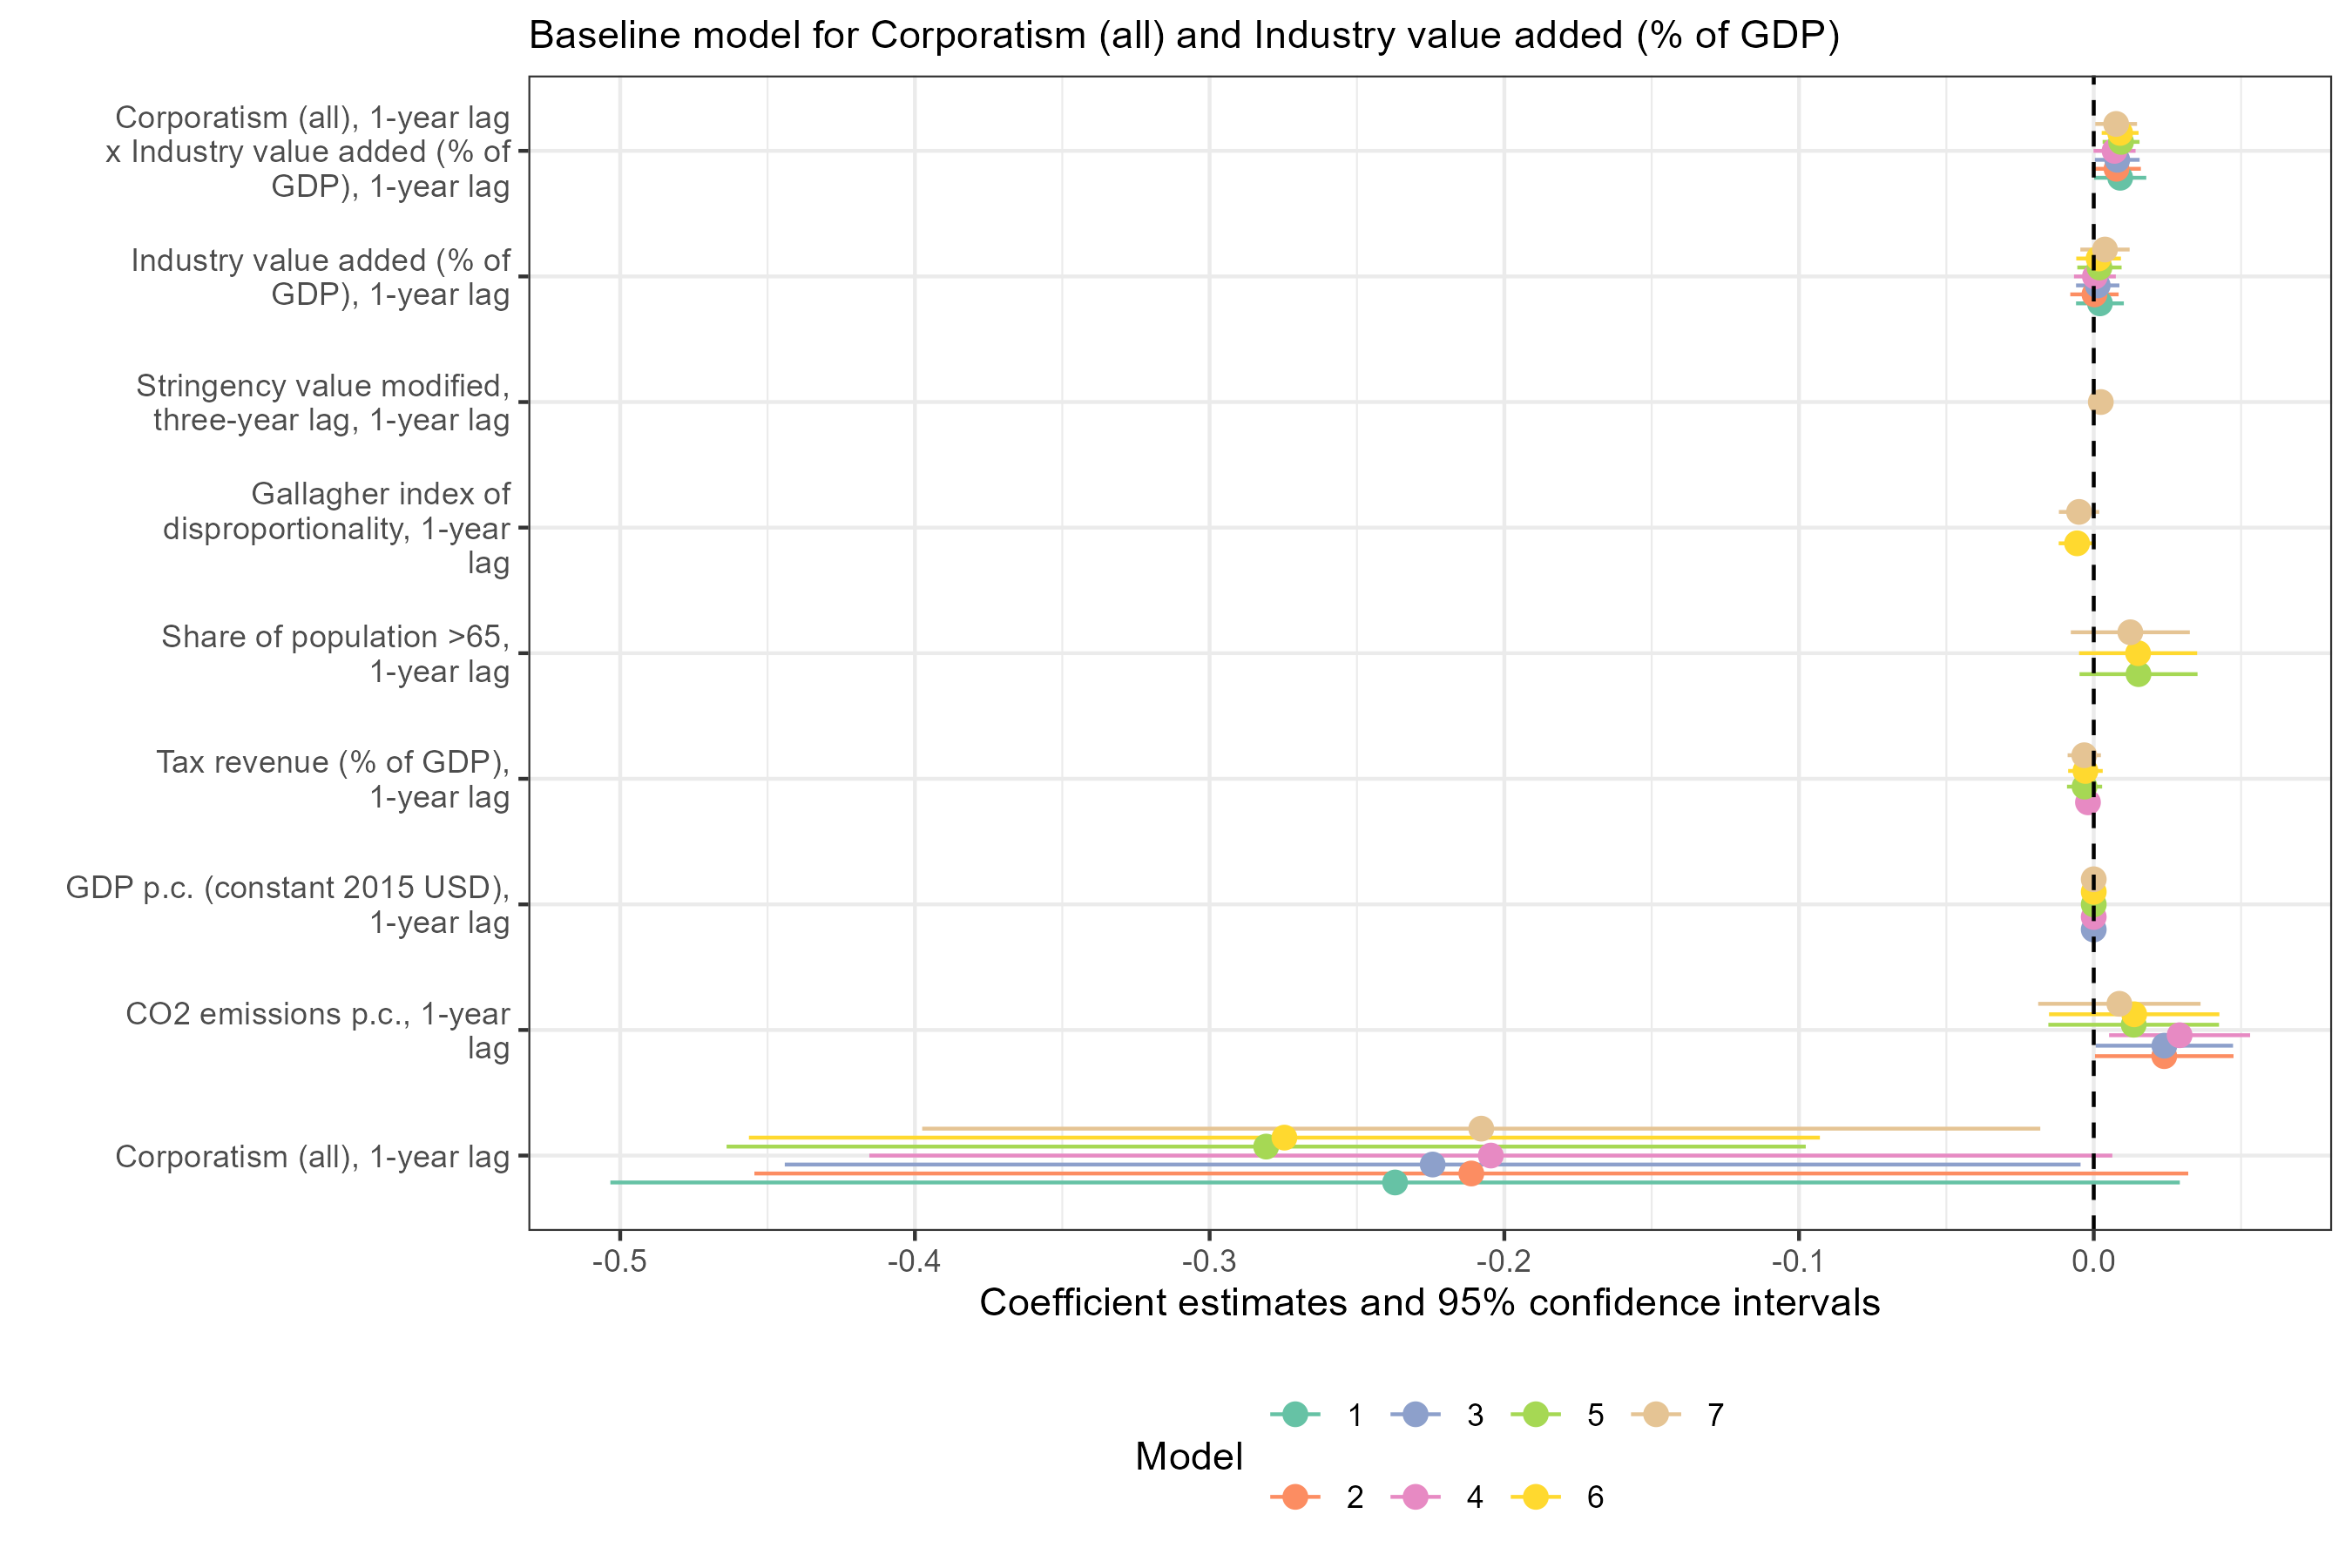 Baseline model for Corporatism (all) and Industry value added (% of GDP)
Corporatism (all), 1-year lag
x Industry value added (% of
GDP), 1-year lag
Industry value added (% of
GDP), 1-year lag
Stringency value modified,
three-year lag, 1-year lag
Gallagher index of
disproportionality, 1-year
lag
Share of population >65,
1-year lag
Tax revenue (% of GDP),
1-year lag
GDP p.c. (constant 2015 USD),
1-year lag
CO2 emissions p.c., 1-year
lag
Corporatism (all), 1-year lag
-0.5 -0.4 -0.3 -0.2 -0.1 0.0
Coefficient estimates and 95% confidence intervals
1 3 5 7
Model
2 4 6